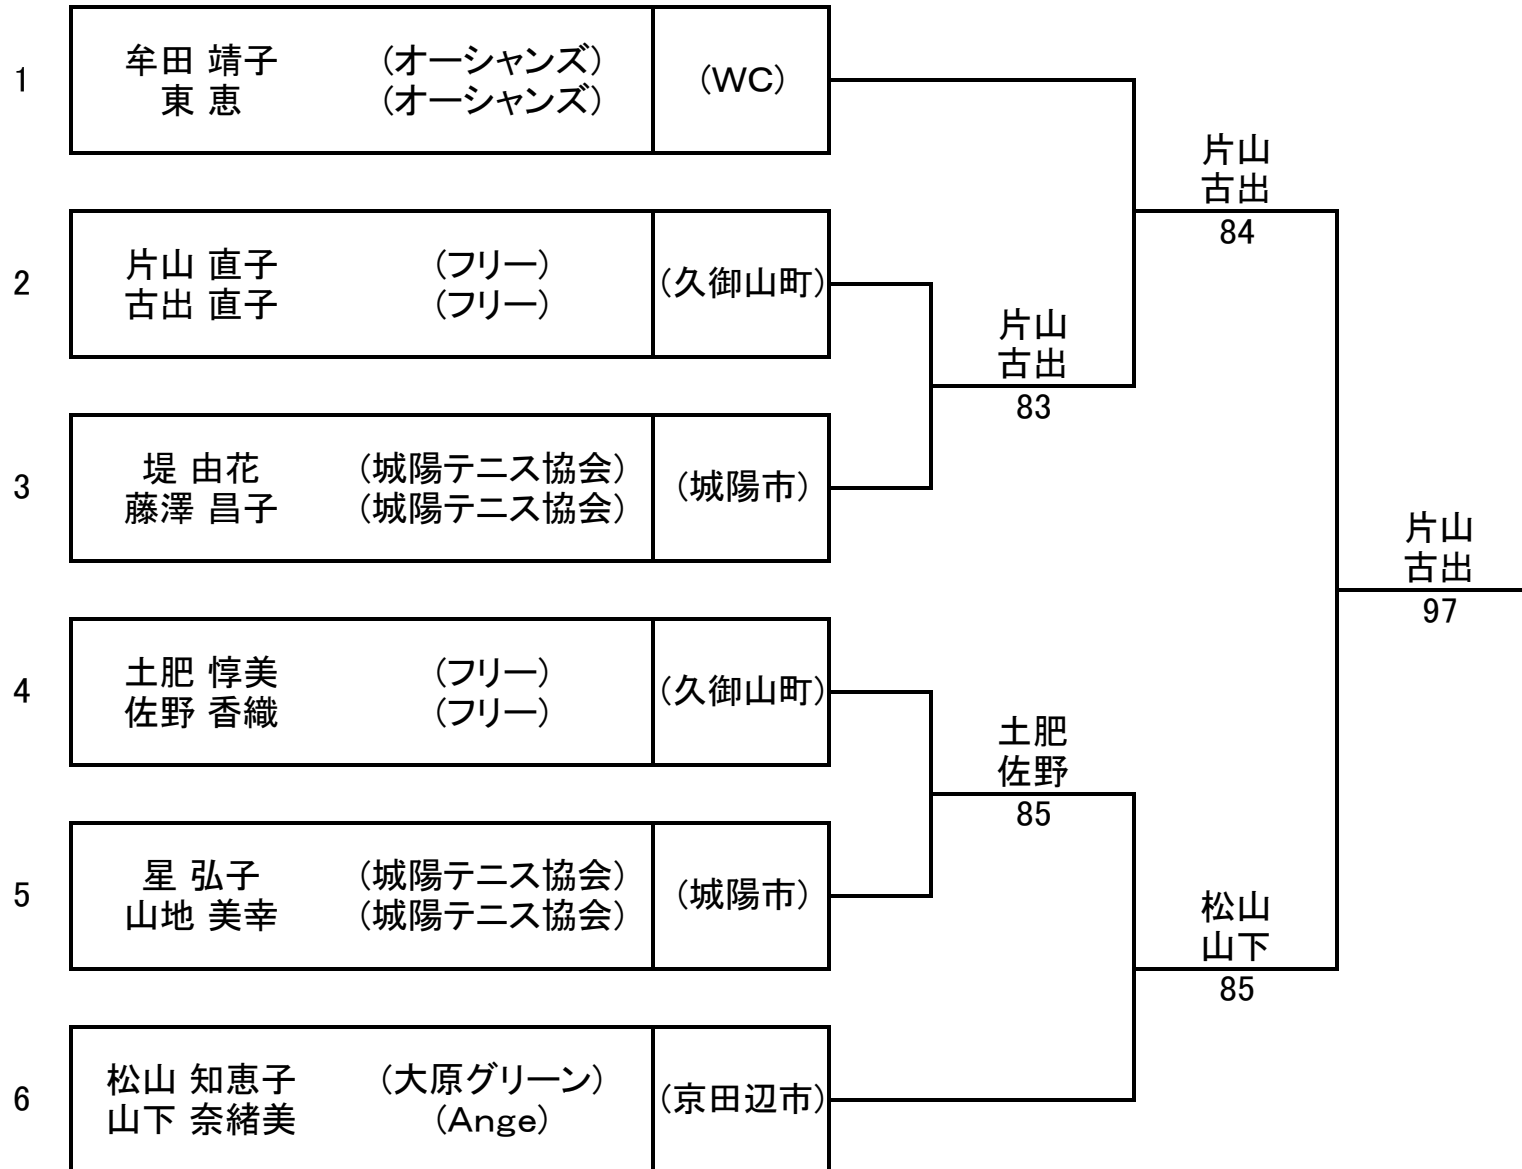 1
牟田 靖子 (オーシャンズ)
東 恵 (オーシャンズ)
(WC)
片山
古出
84
2
片山 直子 (フリー)
古出 直子 (フリー)
(久御山町)
片山
古出
83
3
堤 由花 (城陽テニス協会)
藤澤 昌子 (城陽テニス協会)
(城陽市)
片山
古出
97
4
土肥 惇美 (フリー)
佐野 香織 (フリー)
(久御山町)
土肥
佐野
85
5
星 弘子 (城陽テニス協会)
山地 美幸 (城陽テニス協会)
(城陽市)
松山
山下
85
6
松山 知恵子 (大原グリーン)
山下 奈緒美 (Ange)
(京田辺市)